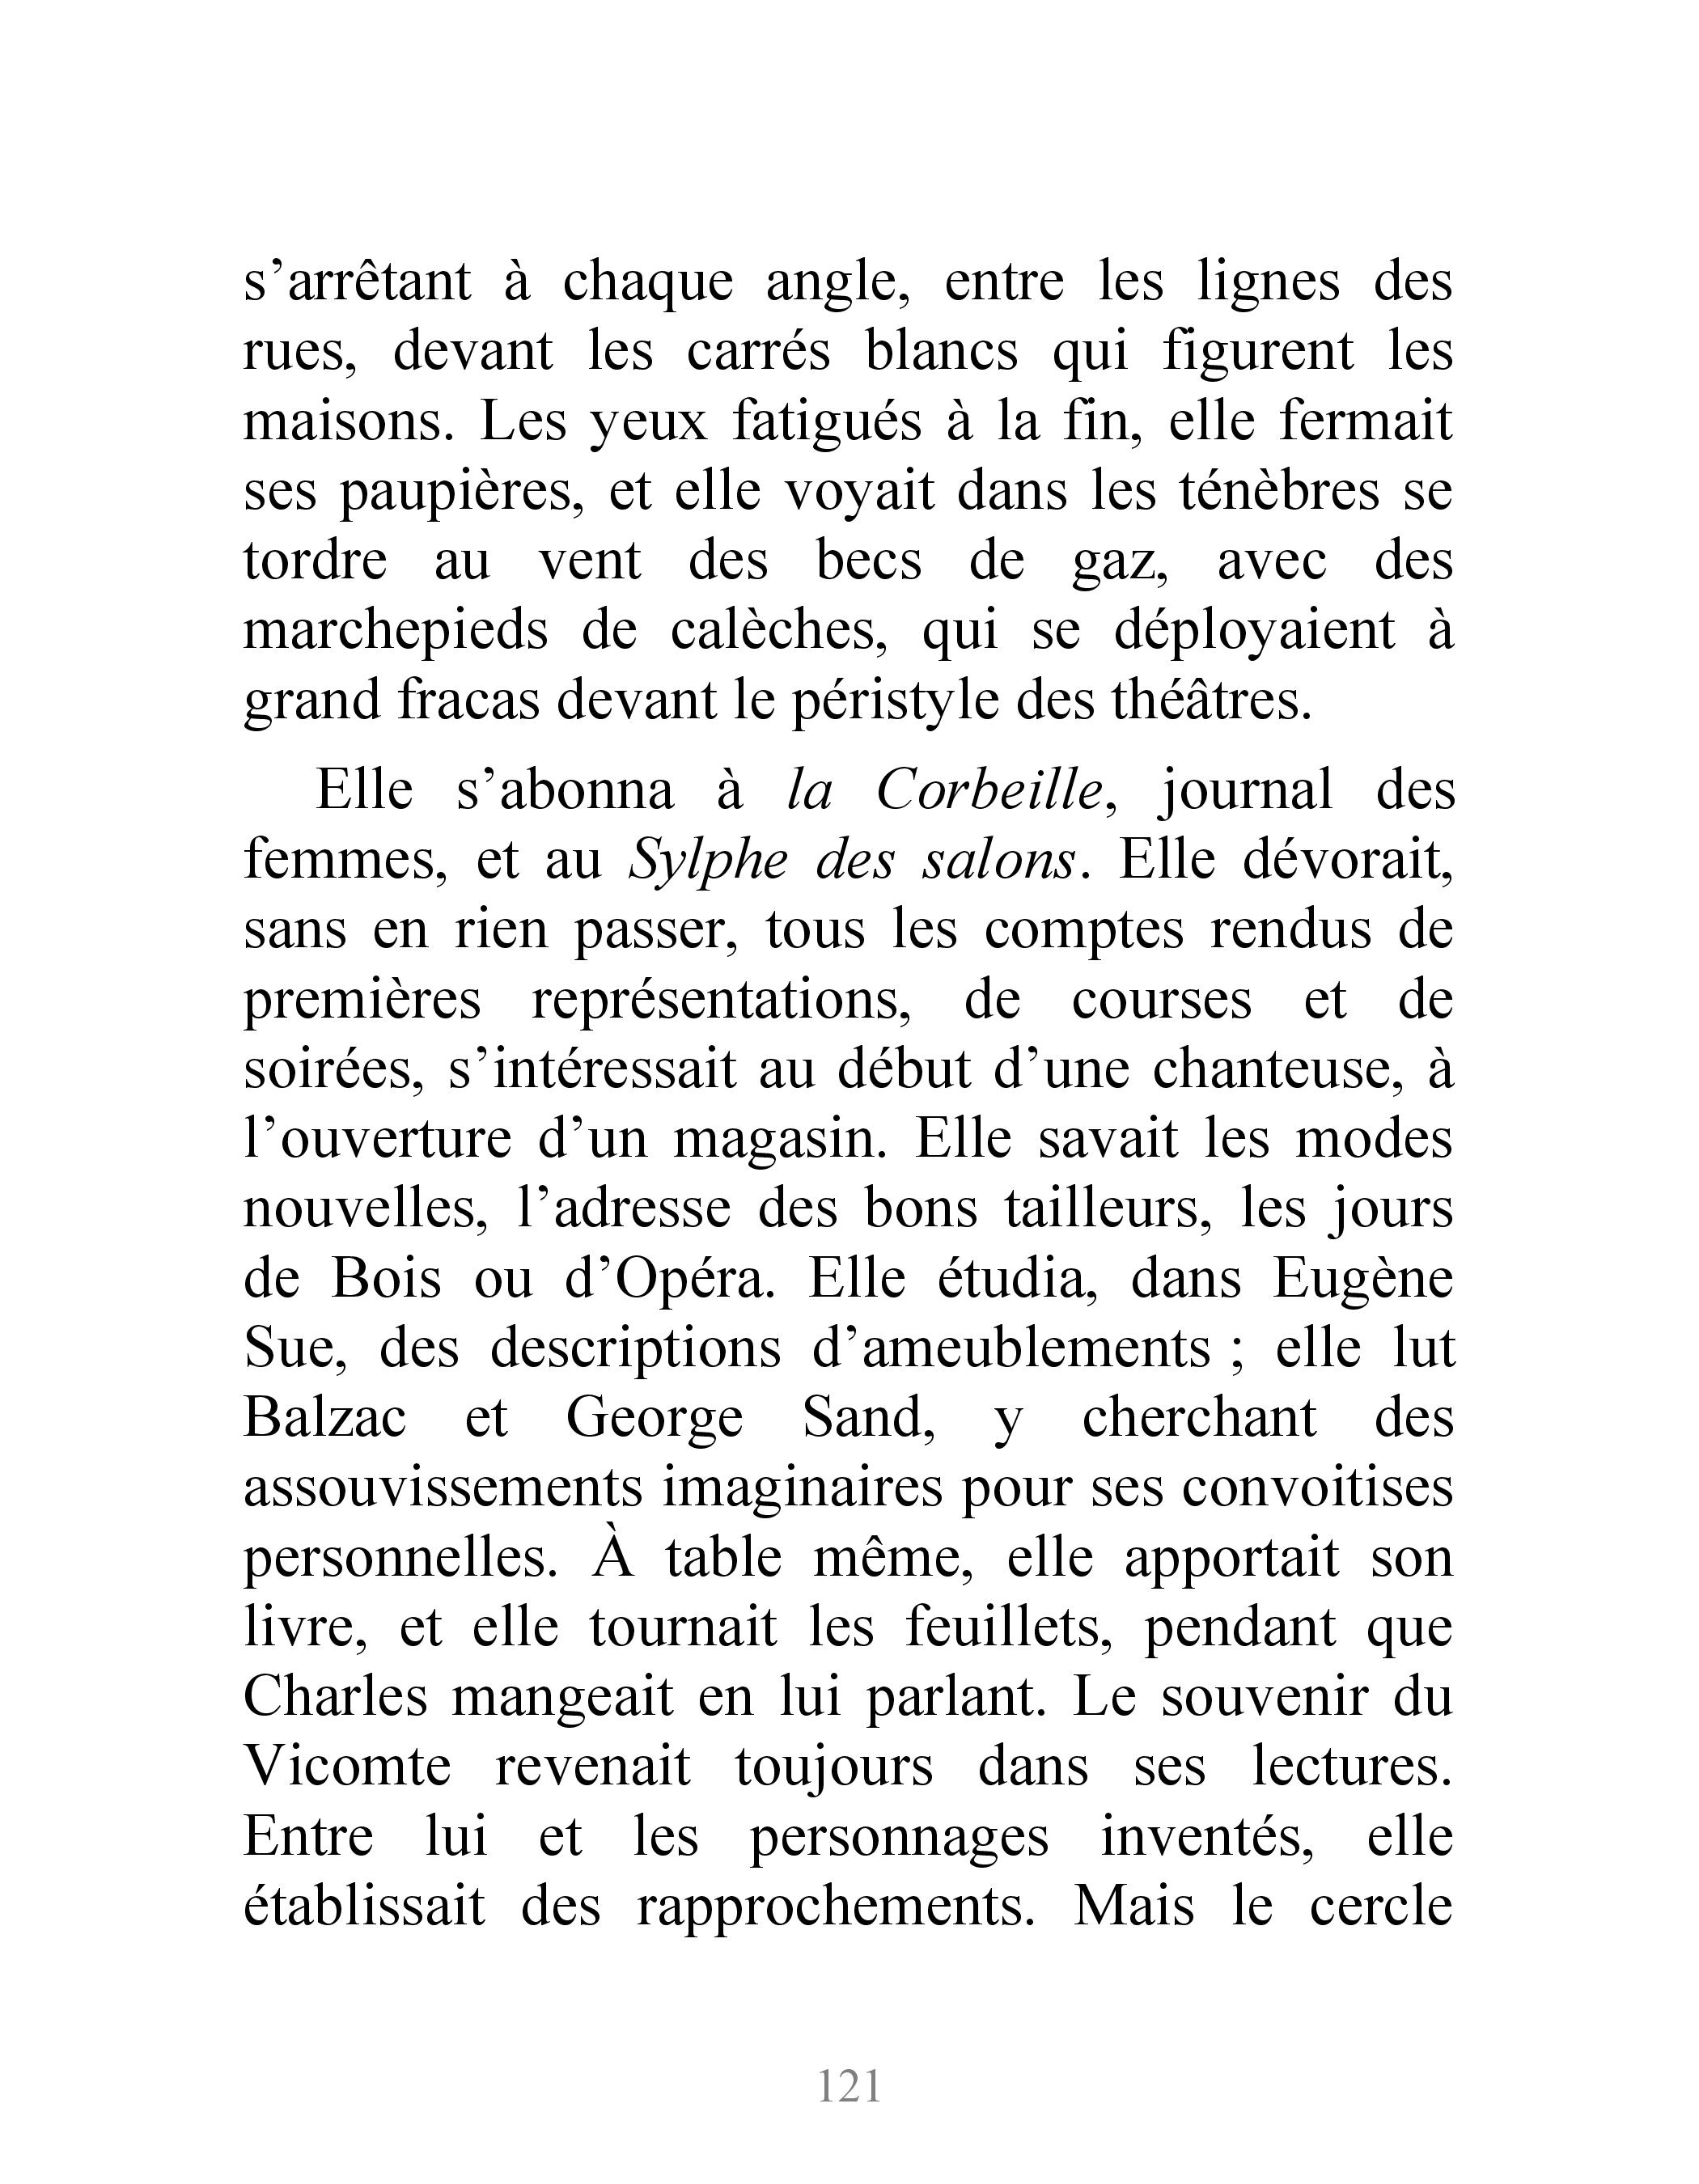 s’arrêtant à chaque angle, entre les lignes des
rues, devant les carrés blancs qui figurent les
maisons. Les yeux fatigués à la fin, elle fermait
ses paupières, et elle voyait dans les ténèbres se
tordre au vent des becs de gaz, avec des
marchepieds de calèches, qui se déployaient à
grand fracas devant le péristyle des théâtres.
Elle s’abonna à la Corbeille, journal des
femmes, et au Sylphe des salons. Elle dévorait,
sans en rien passer, tous les comptes rendus de
premières représentations, de courses et de
soirées, s’intéressait au début d’une chanteuse, à
l’ouverture d’un magasin. Elle savait les modes
nouvelles, l’adresse des bons tailleurs, les jours
de Bois ou d’Opéra. Elle étudia, dans Eugène
Sue, des descriptions d’ameublements ; elle lut
Balzac et George Sand, y cherchant des
assouvissements imaginaires pour ses convoitises
personnelles. À table même, elle apportait son
livre, et elle tournait les feuillets, pendant que
Charles mangeait en lui parlant. Le souvenir du
Vicomte revenait toujours dans ses lectures.
Entre lui et les personnages inventés, elle
établissait des rapprochements. Mais le cercle
121